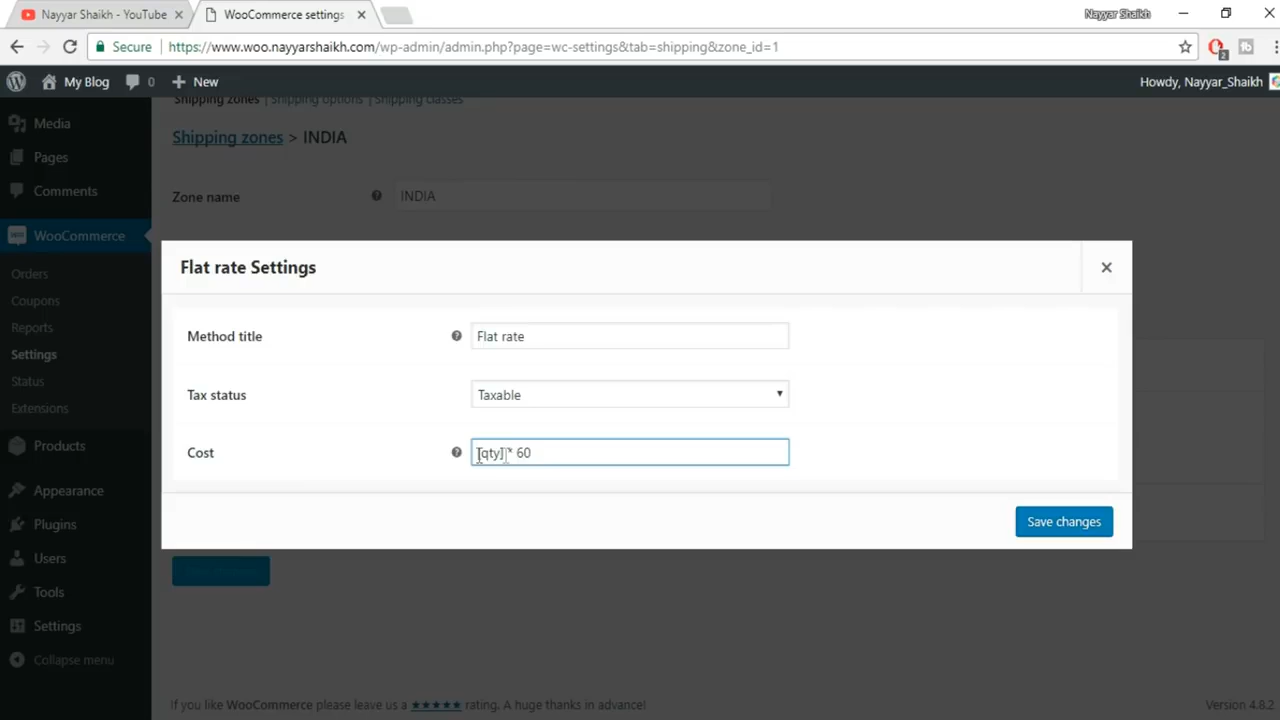 Nayyar Shaikh - YouTube
WooCommerce settings
Nayyar Shaikh
Secure
https://www.woo.nayyarshaikh.com/wp-admin/admin.php?page=wc-settings&tab=shipping&zone_id=1
2
My Blog
0
New
Howdy, Nayyar_Shaikh
Shipping zones | Shipping options | Shipping classes
Media
Shipping zones > INDIA
Pages
Comments
Zone name
INDIA
WooCommerce
Flat rate Settings
Orders
Coupons
Reports
Method title
Flat rate
Settings
Status
Tax status
Taxable
Extensions
Products
Cost
[qty] * 60
Appearance
Plugins
Save changes
Users
Tools
Settings
Collapse menu
If you like WooCommerce please leave us a ★★★★★ rating. A huge thanks in advance!
Version 4.8.2